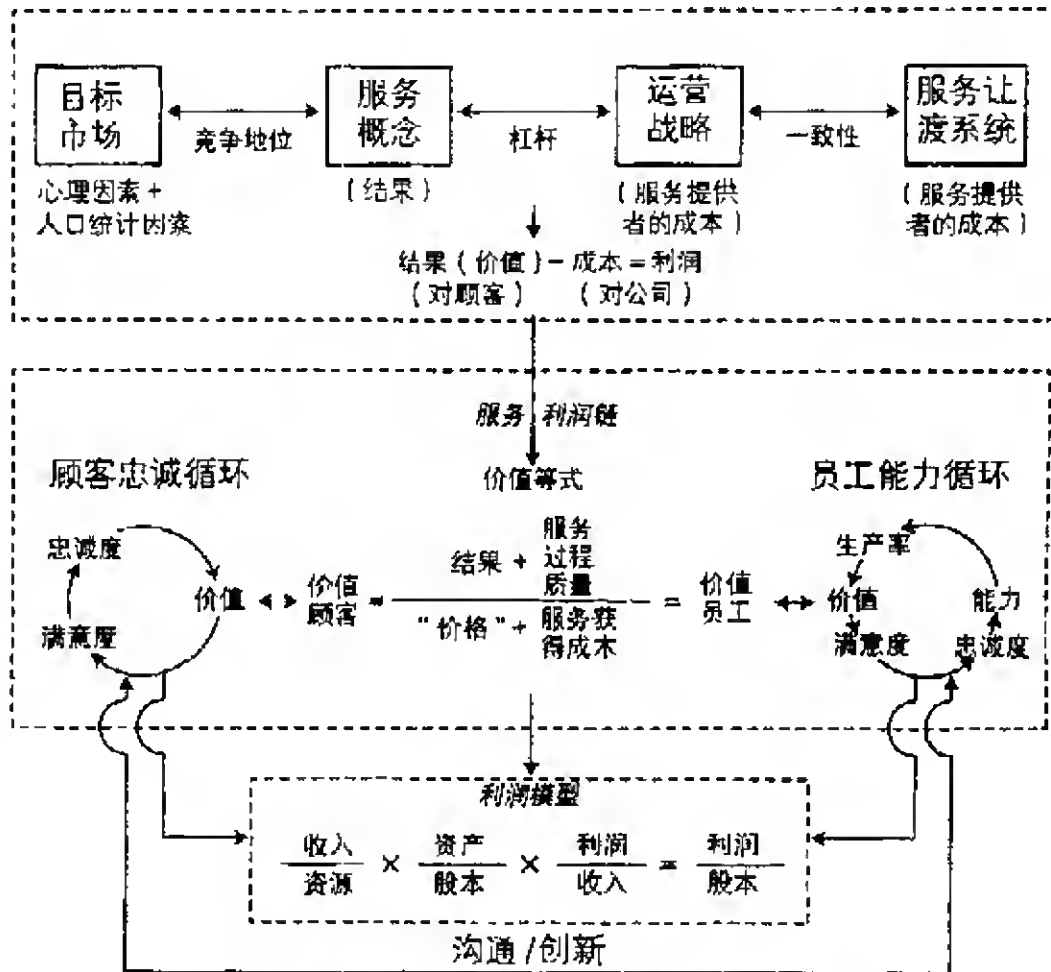 目标
市场
服务
概念
运营
战略
服务让
渡系统
竞争地位
杠杆
一致性
心理因素+
人口统计因素
(结果)
(服务提供
者的成本)
(服务提供
者的成本)
结果(价值)-成本=利润
(对顾客) (对公司)
服务 利润链
顾客忠诚循环
价值等式
员工能力循环
忠诚度
价值
满意度
价值
顾客
=
结果+
服务
过程
质量
“价格”+
服务获
得成本
=
价值
员工
生产率
价值
能力
满意度
忠诚度
利润模型
收入 资产 利润 利润
× × =
资源 股本 收入 股本
沟通/创新